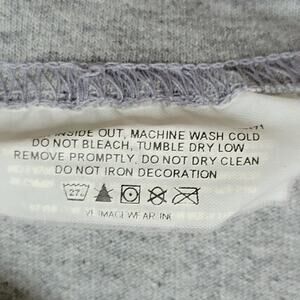 INSIDE OUT, MACHINE WASH COLD
DO NOT BLEACH, TUMBLE DRY LOW
REMOVE PROMPTLY, DO NOT DRY CLEAN
DO NOT IRON DECORATION
27°